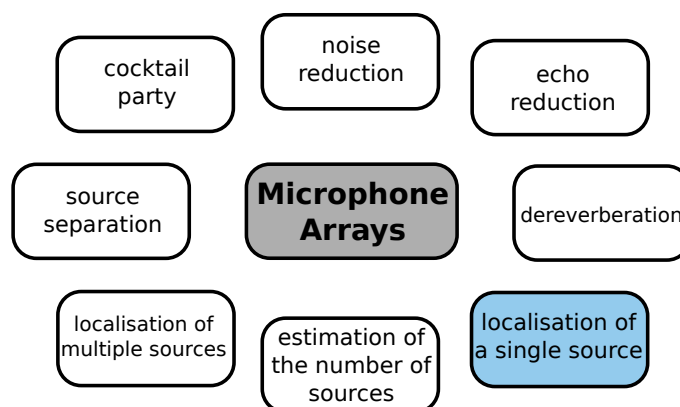 cocktail
party
noise
reduction
echo
reduction
source
separation
Microphone
Arrays
dereverberation
localisation of
multiple sources
estimation of
the number of
sources
localisation of
a single source